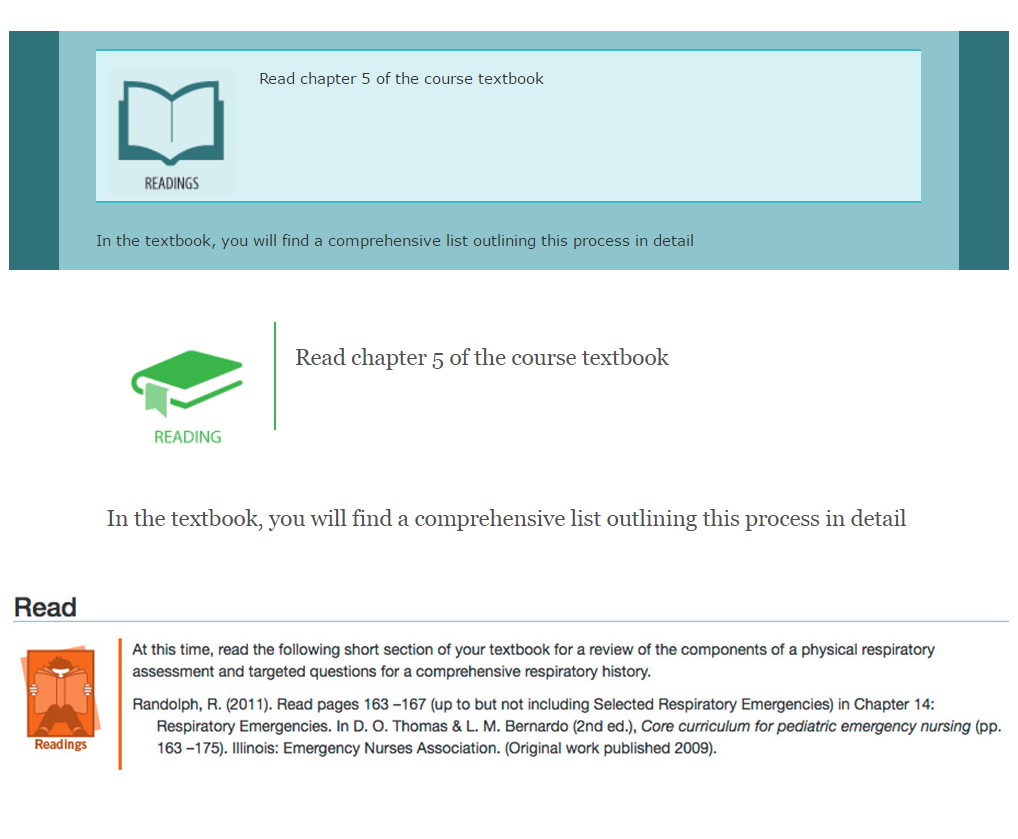 Read chapter 5 of the course textbook
READINGS
In the textbook, you will find a comprehensive list outlining this process in detail
Read chapter 5 of the course textbook
READING
In the textbook, you will find a comprehensive list outlining this process in detail
Read
At this time, read the following short section of your textbook for a review of the components of a physical respiratory
assessment and targeted questions for a comprehensive respiratory history.
Randolph, R. (2011). Read pages 163 –167 (up to but not including Selected Respiratory Emergencies) in Chapter 14:
Respiratory Emergencies. In D. O. Thomas & L. M. Bernardo (2nd ed.), Core curriculum for pediatric emergency nursing (pp.
163 –175). Illinois: Emergency Nurses Association. (Original work published 2009).
Readings